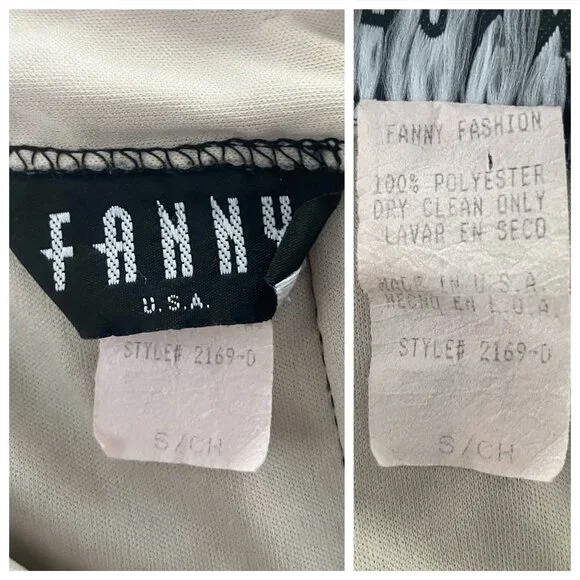 FANNY
U.S.A.
STYLE# 2169-D
S/CH
FANNY FASHION
100% POLYESTER
DRY CLEAN ONLY
LAVAR EN SECO
MADE IN U.S.A.
HECHO EN E.U.A.
STYLE# 2169-D
S/CH